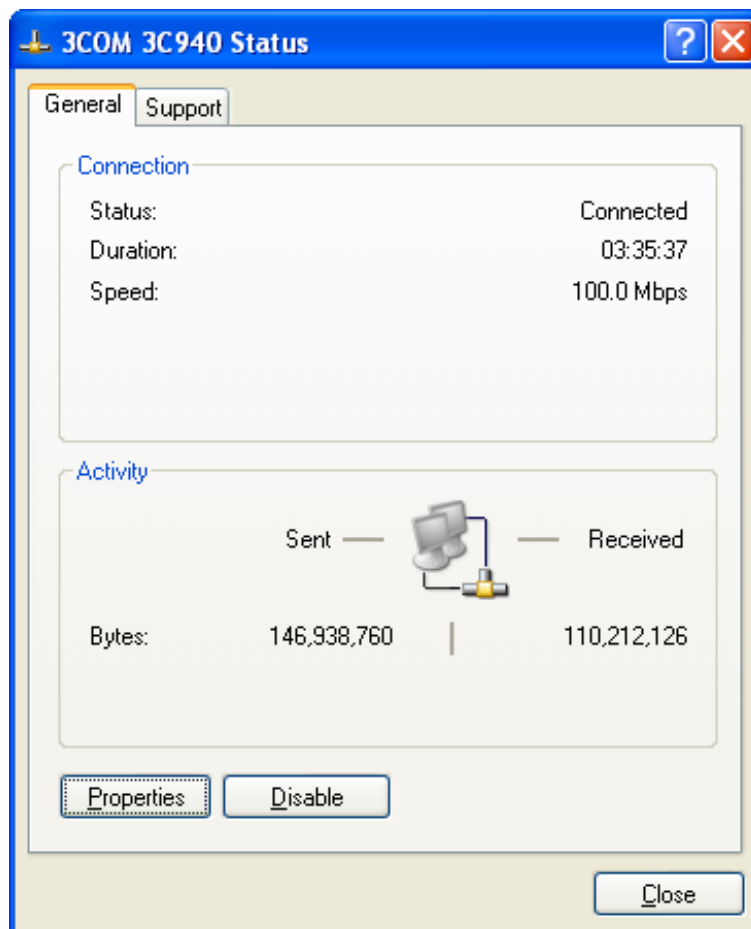 3COM 3C940 Status
General Support
Connection
Status: Connected
Duration: 03:35:37
Speed: 100.0 Mbps
Activity
Sent Received
Bytes: 146,938,760 110,212,126
Properties Disable
Close